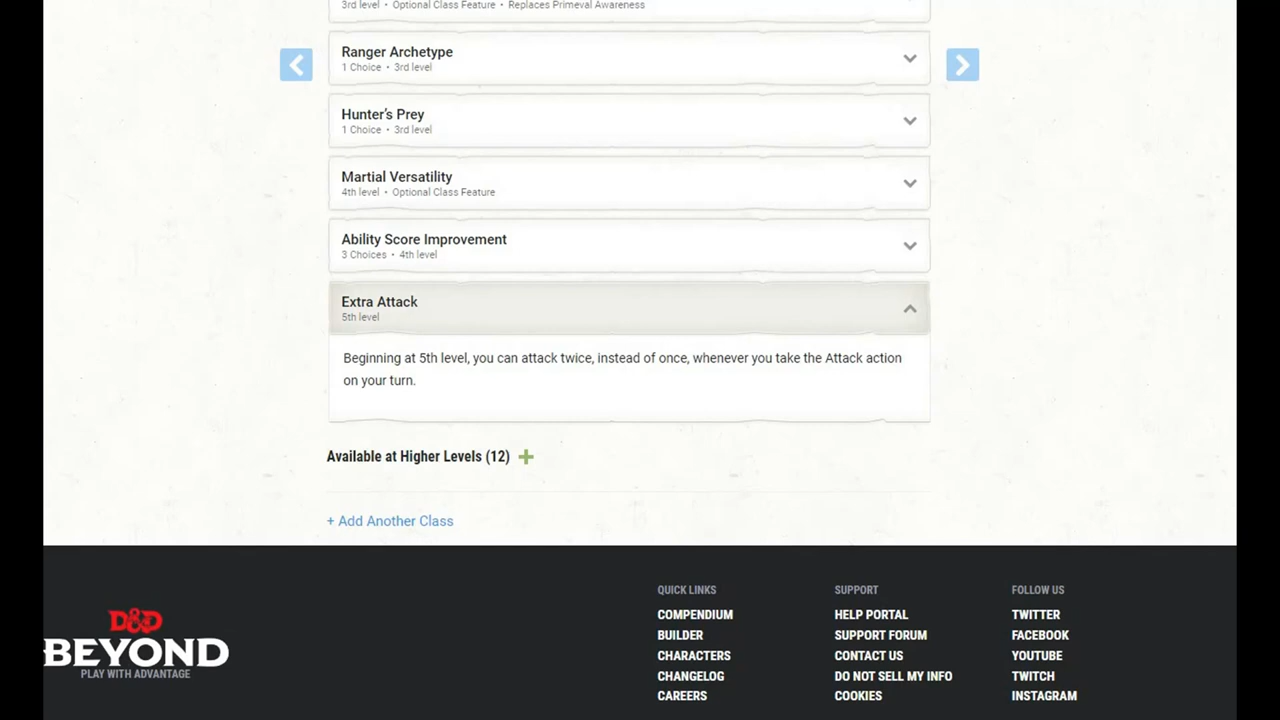 3rd level • Optional Class Feature • Replaces Primeval Awareness
Ranger Archetype
1 Choice • 3rd level
Hunter's Prey
1 Choice • 3rd level
Martial Versatility
4th level • Optional Class Feature
Ability Score Improvement
3 Choices • 4th level
Extra Attack
5th level
Beginning at 5th level, you can attack twice, instead of once, whenever you take the Attack action
on your turn.
Available at Higher Levels (12)
+ Add Another Class
D&D
BEYOND
PLAY WITH ADVANTAGE
QUICK LINKS
COMPENDIUM
BUILDER
CHARACTERS
CHANGELOG
CAREERS
SUPPORT
HELP PORTAL
SUPPORT FORUM
CONTACT US
DO NOT SELL MY INFO
COOKIES
FOLLOW US
TWITTER
FACEBOOK
YOUTUBE
TWITCH
INSTAGRAM